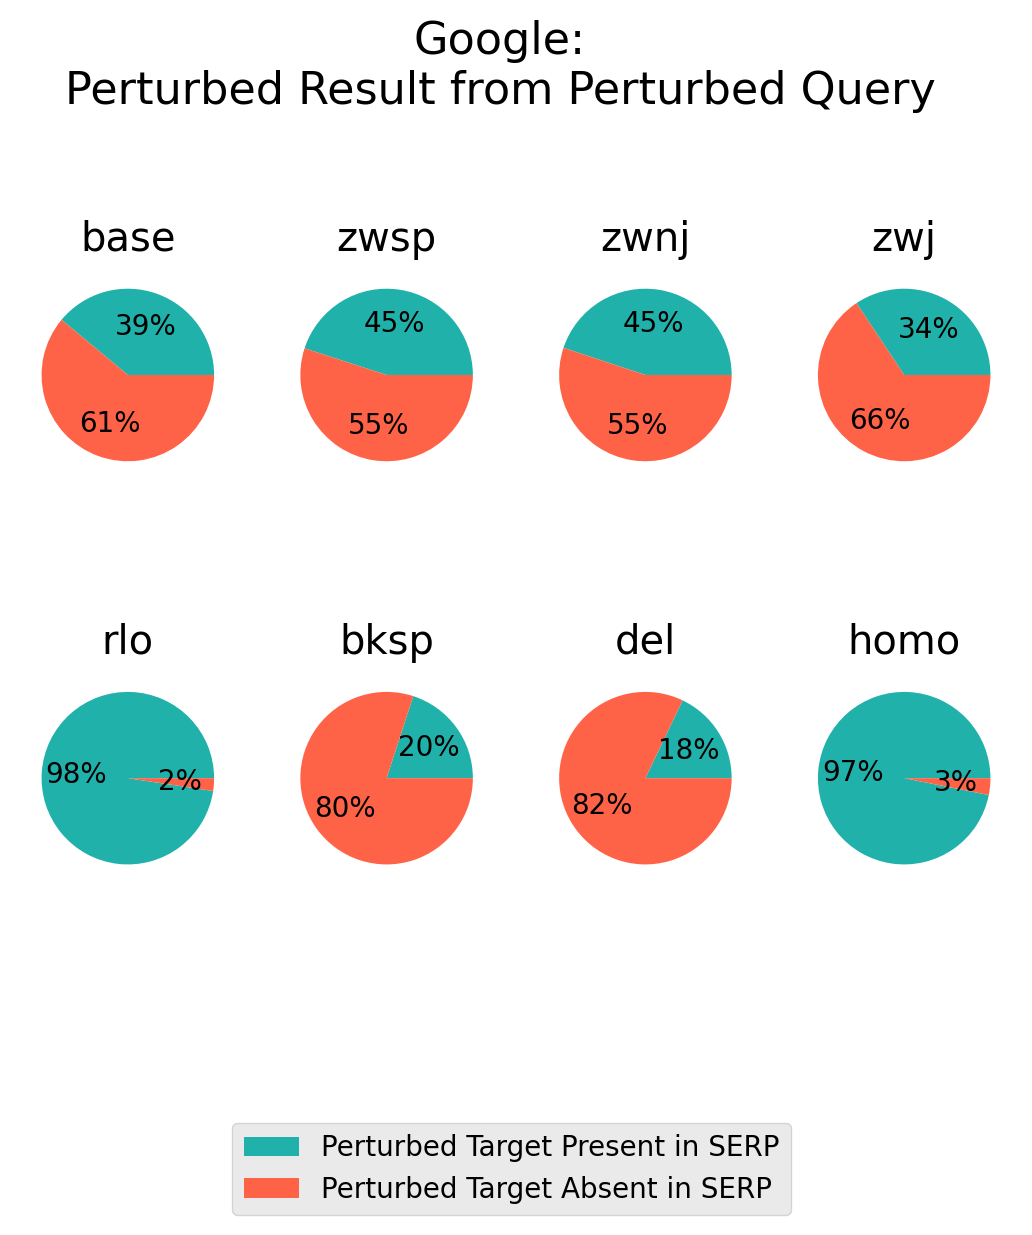 Google:
Perturbed Result from Perturbed Query
base
zwsp
zwnj
zwj
39%
45%
45%
34%
61%
55%
55%
66%
rlo
bksp
del
homo
98%
2%
20%
80%
18%
82%
97%
3%
Perturbed Target Present in SERP
Perturbed Target Absent in SERP